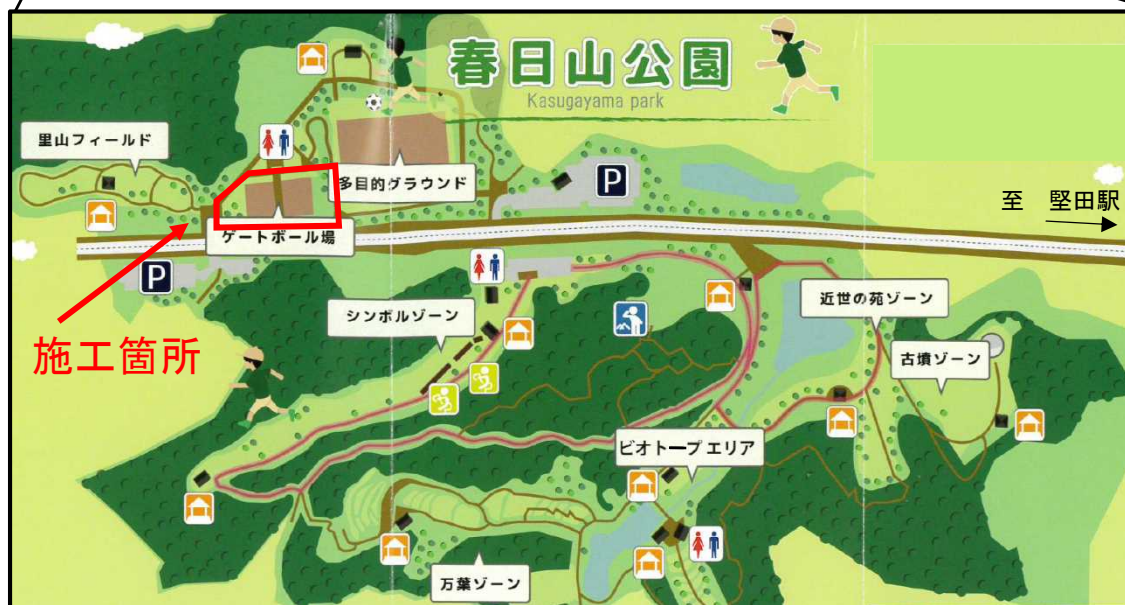 春日山公園
Kasugayama park
里山フィールド
多目的グラウンド
P
至 堅田駅
ゲートボール場
P
施工箇所
シンボルゾーン
近世の苑ゾーン
古墳ゾーン
ビオトープエリア
万葉ゾーン